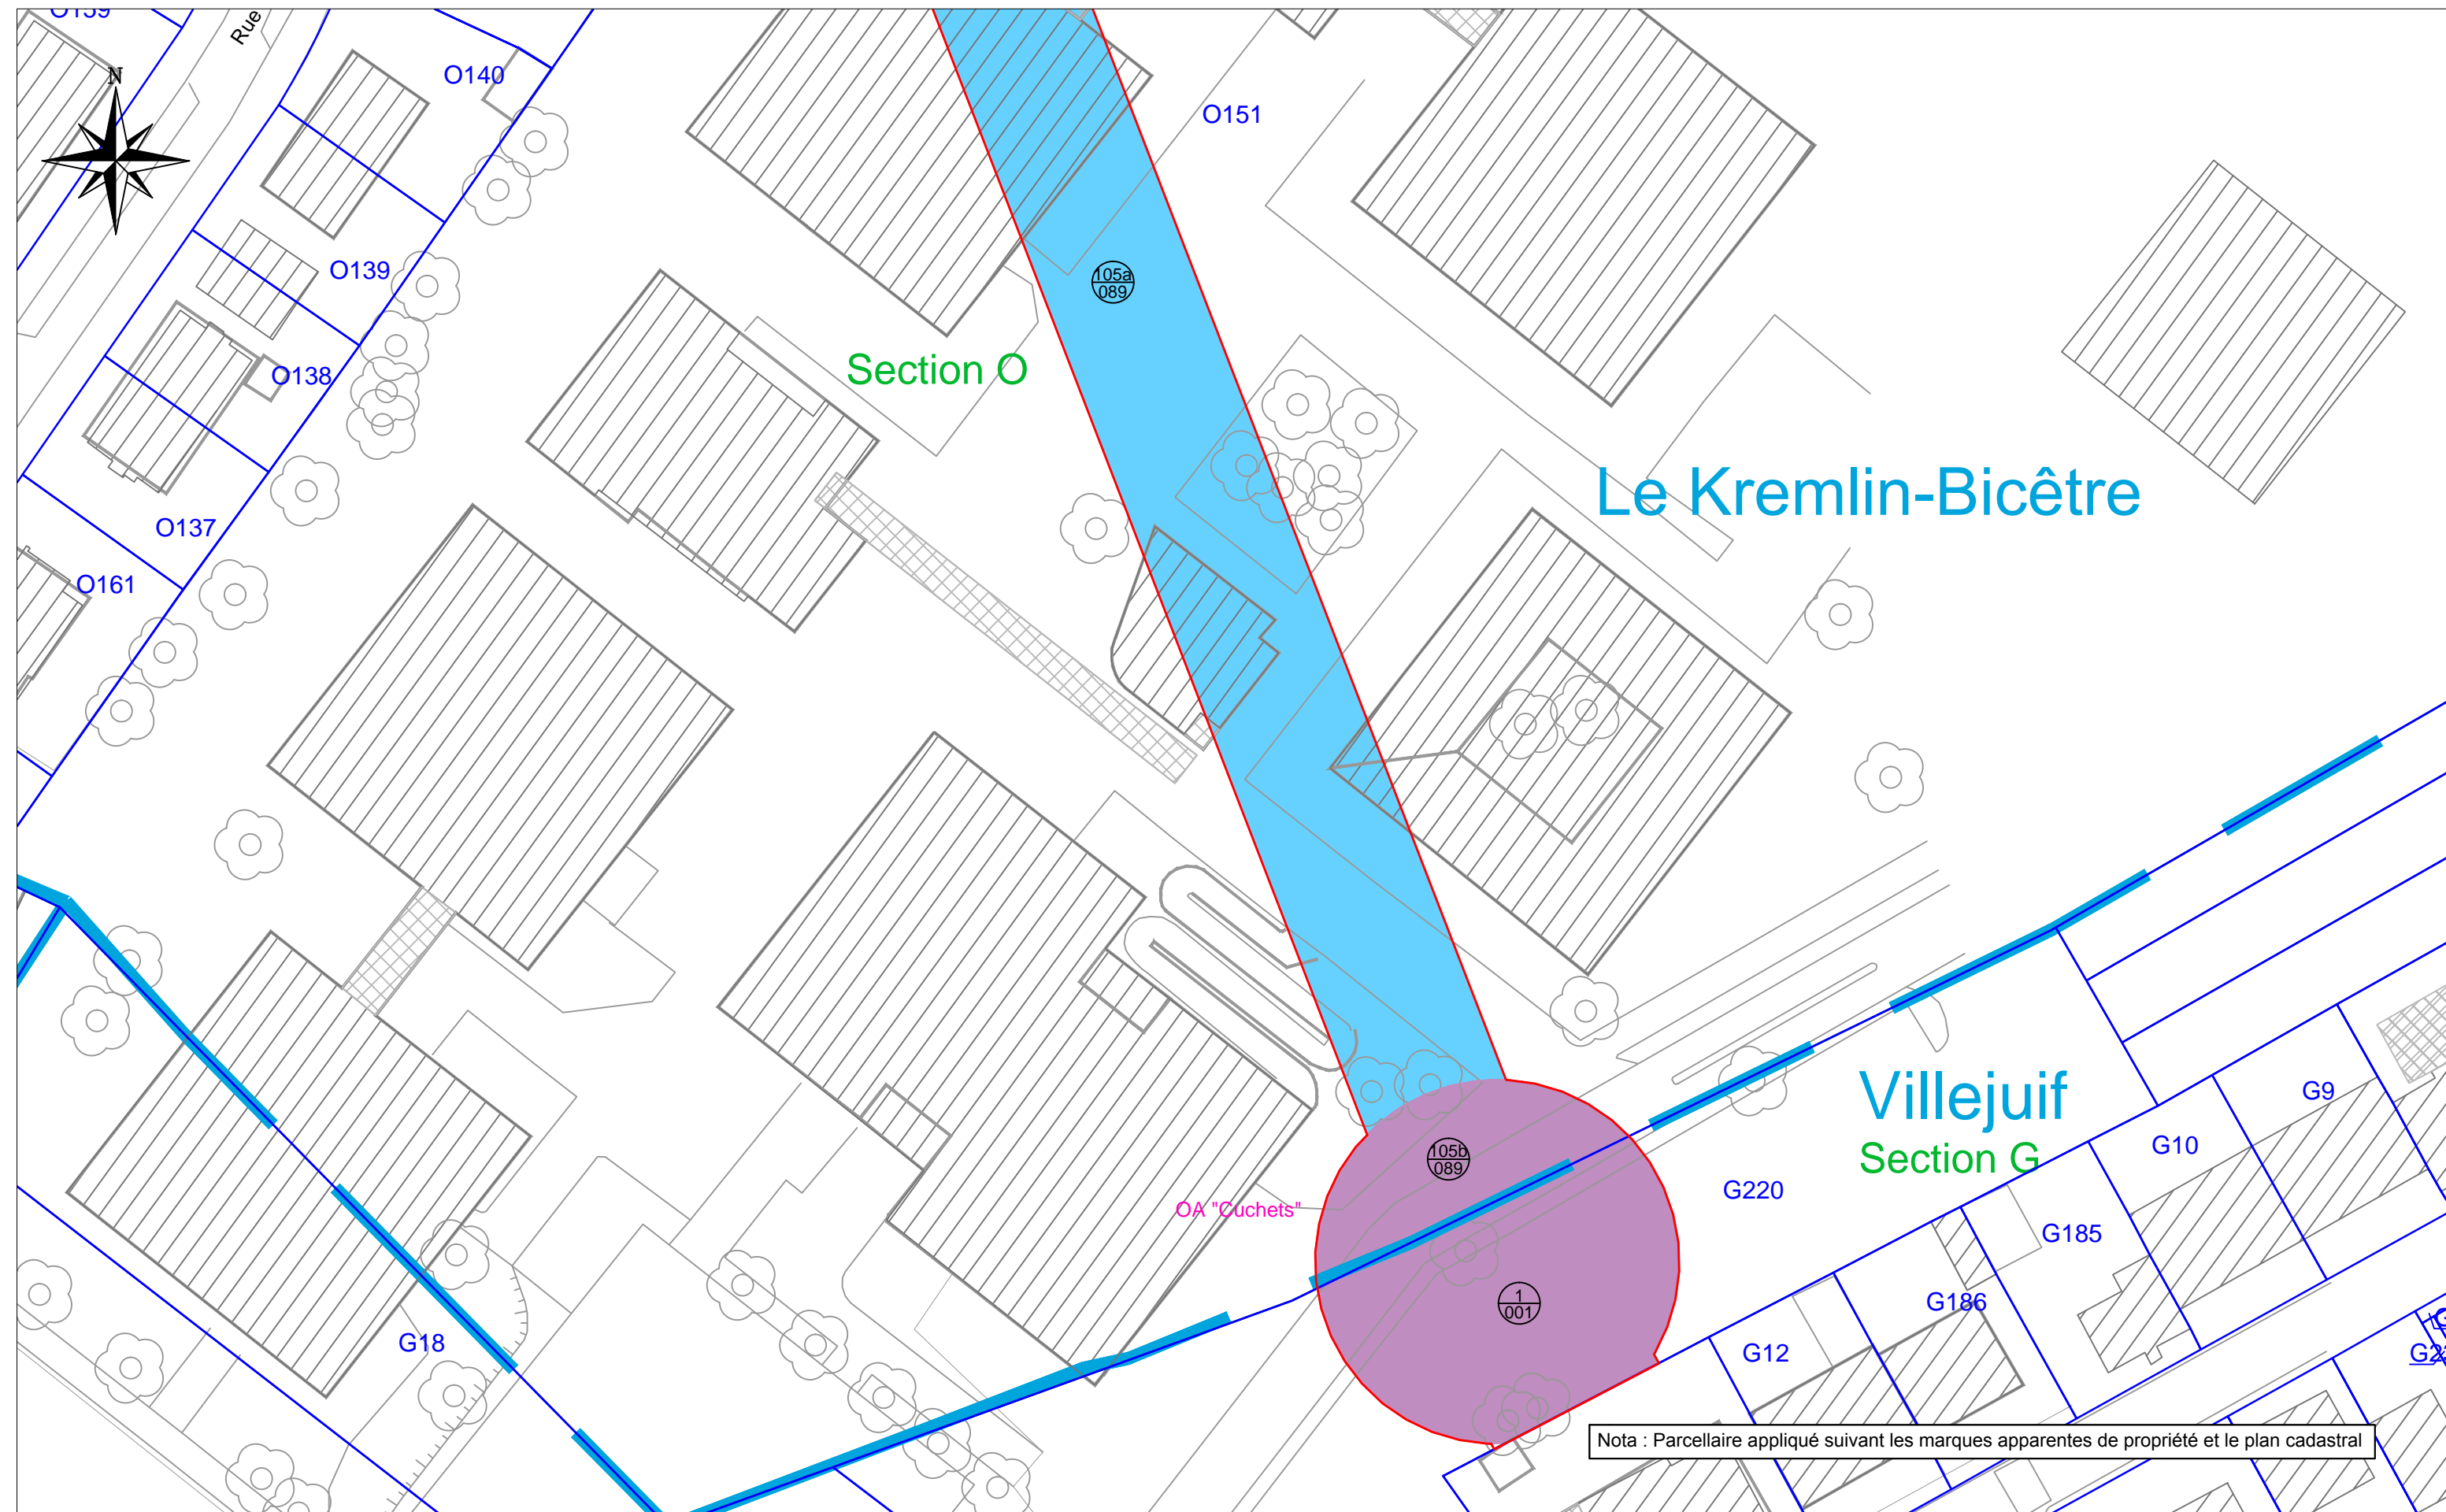 O139
Rue
N
O140
O151
O139
105a
089
Section O
O138
Le Kremlin-Bicêtre
O137
O161
Villejuif
Section G
G9
G10
105b
089
G220
OA "Cuchets"
G185
1
001
G186
G18
G12
Nota : Parcellaire appliqué suivant les marques apparentes de propriété et le plan cadastral